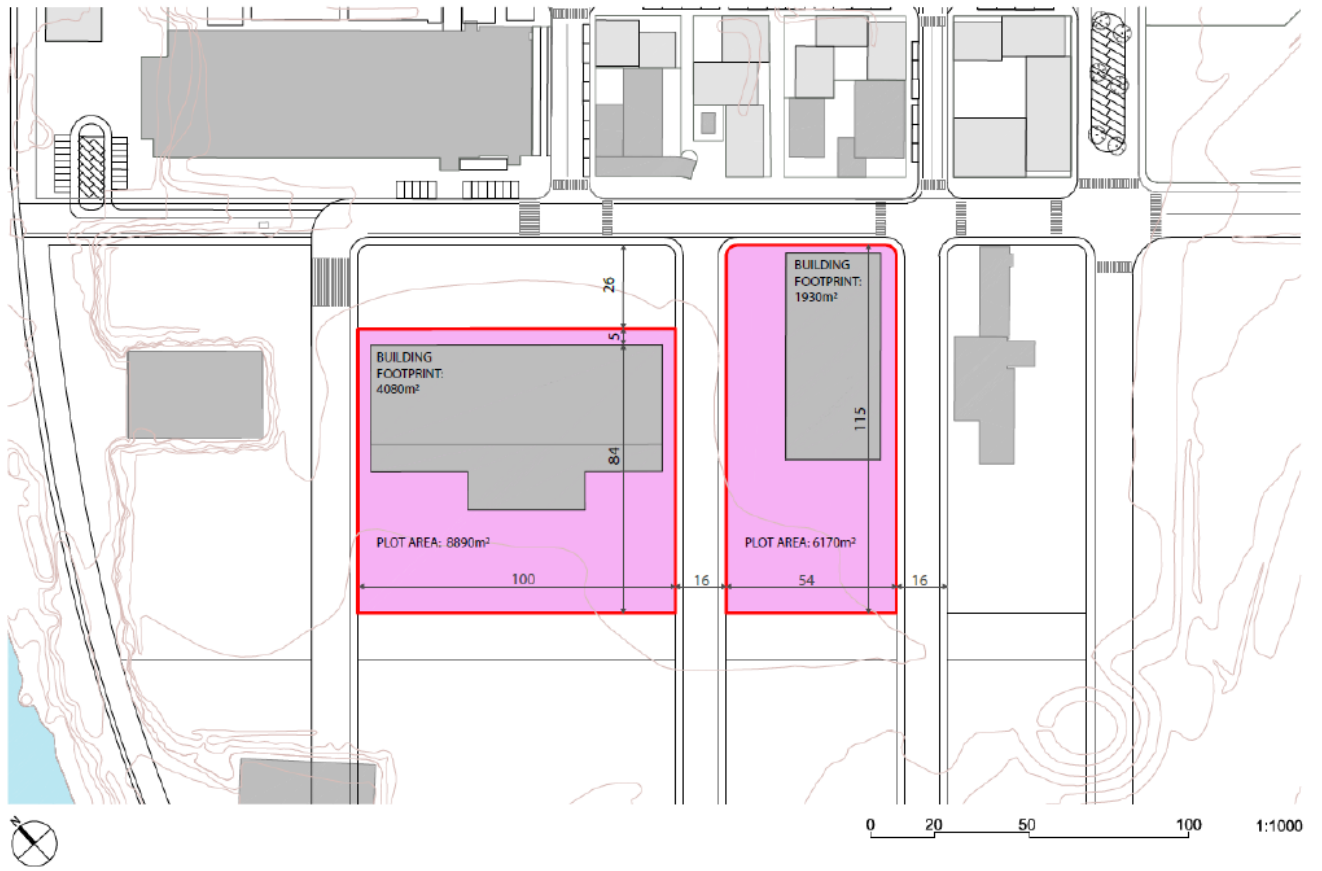 BUILDING
FOOTPRINT:
1930m²
26
5
BUILDING
FOOTPRINT:
4080m²
115
84
PLOT AREA: 8890m²
PLOT AREA: 6170m²
100
16
54
16
N
0 20 50 100 1:1000